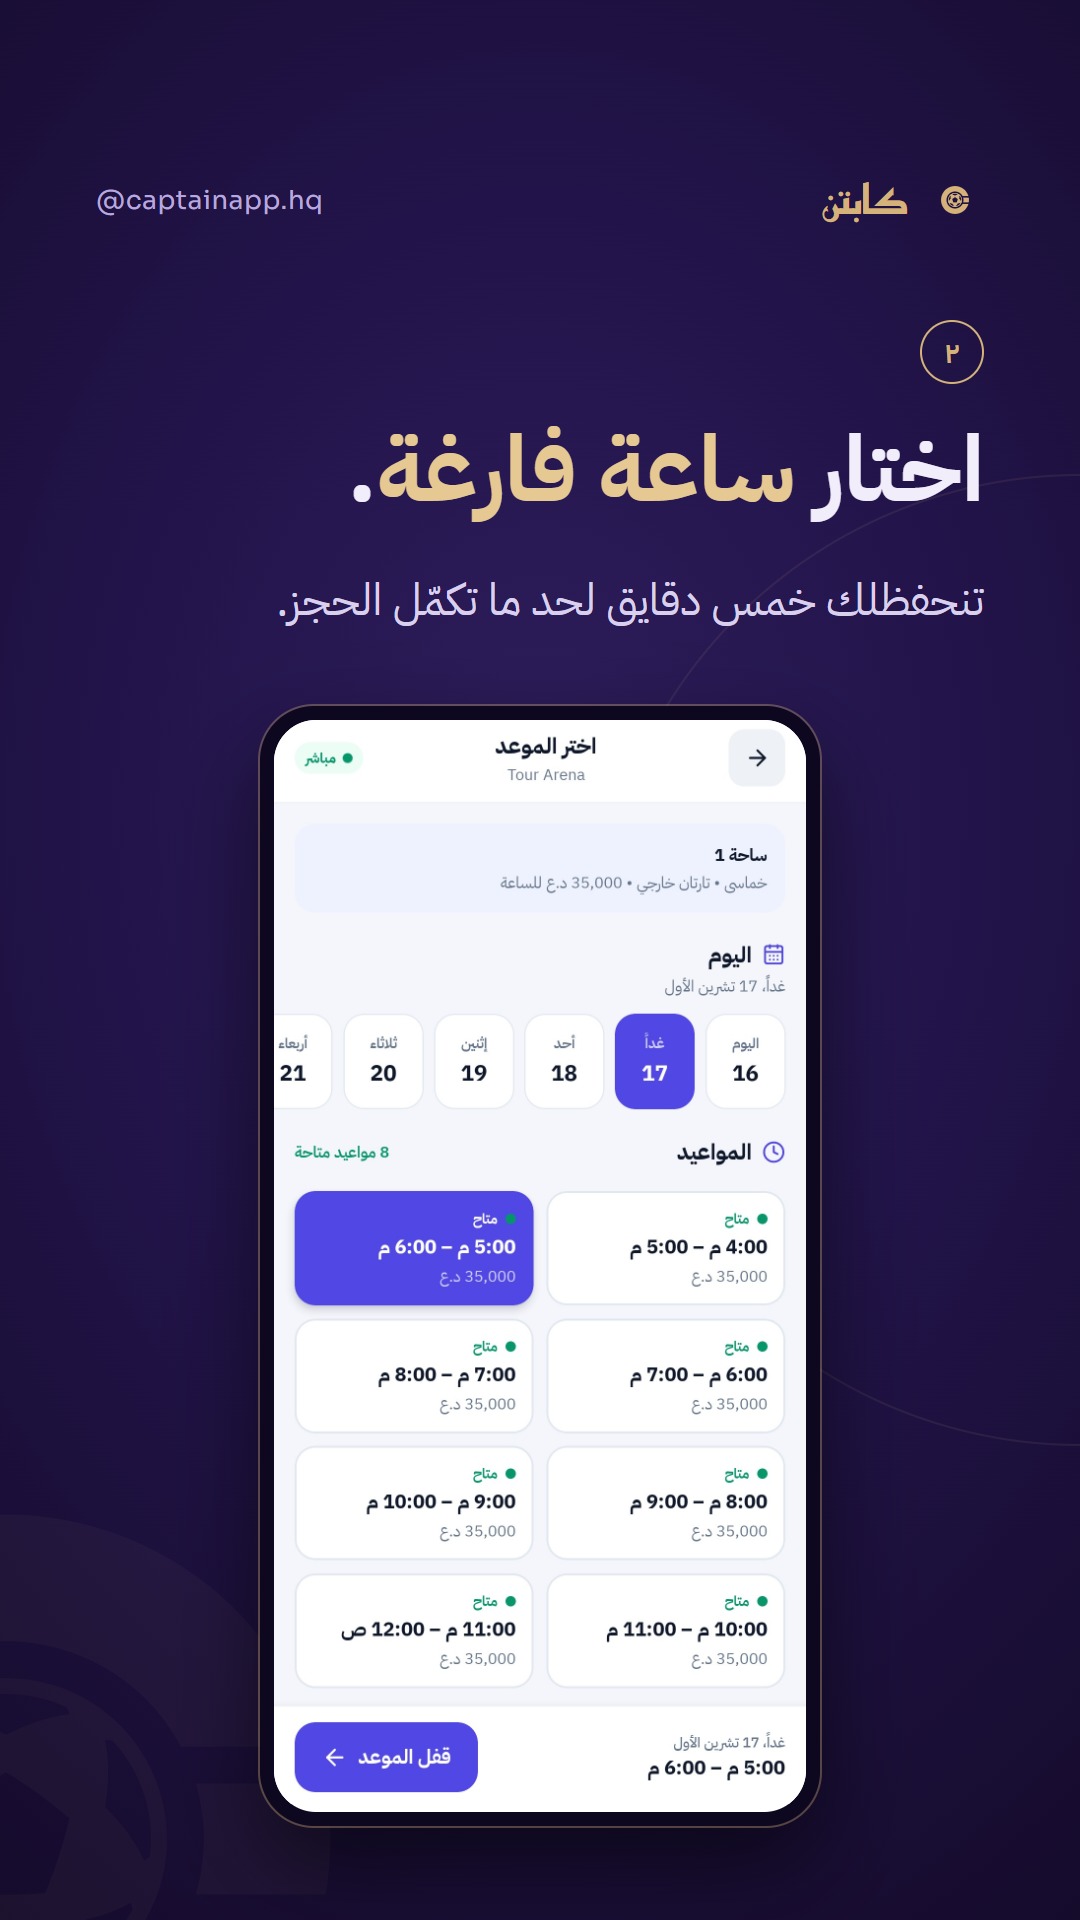 كابتن
@captainapp.hq
٢
اختار ساعة فارغة.
تنحفظلك خمس دقايق لحد ما تكمّل الحجز.
اختر الموعد
Tour Arena
مباشر
ساحة 1
خماسي • تارتان خارجي • 35,000 د.ع للساعة
اليوم
غداً، 17 تشرين الأول
اليوم 16
غداً 17
أحد 18
إثنين 19
ثلاثاء 20
أربعاء 21
المواعيد
8 مواعيد متاحة
متاح
4:00 م – 5:00 م
35,000 د.ع
متاح
5:00 م – 6:00 م
35,000 د.ع
متاح
6:00 م – 7:00 م
35,000 د.ع
متاح
7:00 م – 8:00 م
35,000 د.ع
متاح
8:00 م – 9:00 م
35,000 د.ع
متاح
9:00 م – 10:00 م
35,000 د.ع
متاح
10:00 م – 11:00 م
35,000 د.ع
متاح
11:00 م – 12:00 ص
35,000 د.ع
غداً، 17 تشرين الأول
5:00 م – 6:00 م
قفل الموعد